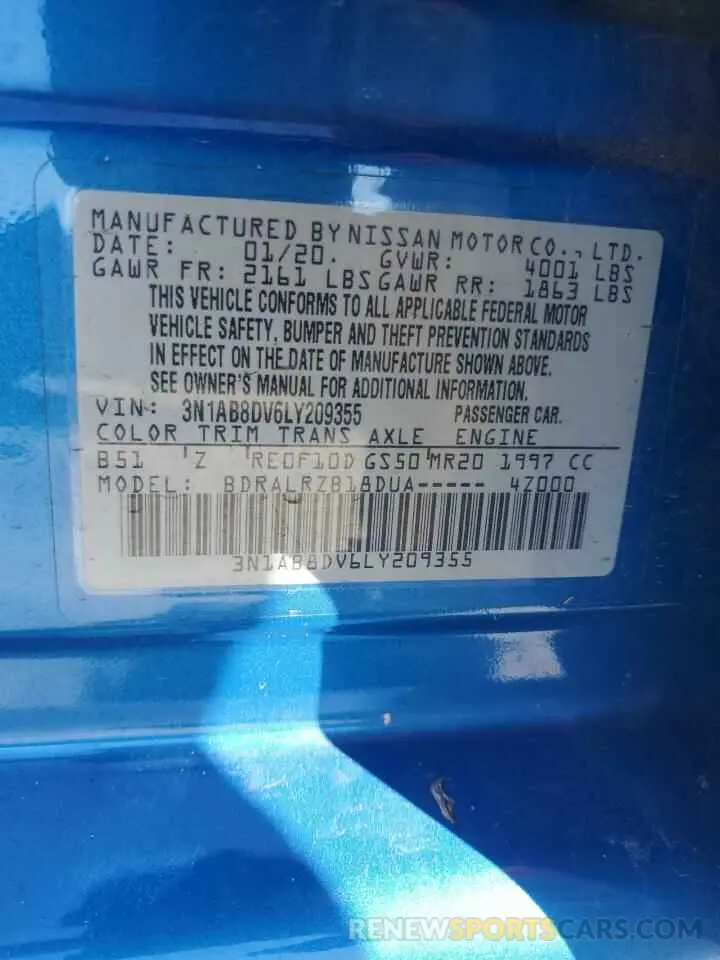 MANUFACTURED BY NISSAN MOTOR CO., LTD.
DATE: 01/20. GVWR: 4001 LBS
GAWR FR: 2161 LBS GAWR RR: 1863 LBS
THIS VEHICLE CONFORMS TO ALL APPLICABLE FEDERAL MOTOR
VEHICLE SAFETY, BUMPER AND THEFT PREVENTION STANDARDS
IN EFFECT ON THE DATE OF MANUFACTURE SHOWN ABOVE.
SEE OWNER'S MANUAL FOR ADDITIONAL INFORMATION.
VIN: 3N1AB8DV6LY209355 PASSENGER CAR.
COLOR TRIM TRANS AXLE ENGINE
B51 'Z 'RE0F10D GS50 'MR20 1997 CC
MODEL: BDRALRZB18DUA----- 4Z000
3N1AB8DV6LY209355
RENEWSPORTSCARS.COM